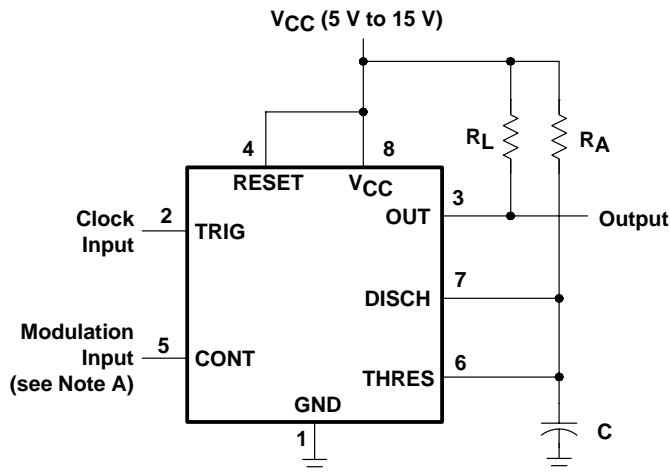 VCC (5 V to 15 V)
4
8
RL
RA
RESET
VCC
3
Clock
Input
2
TRIG
OUT
Output
7
DISCH
Modulation
Input
(see Note A)
5
CONT
6
THRES
GND
1
C